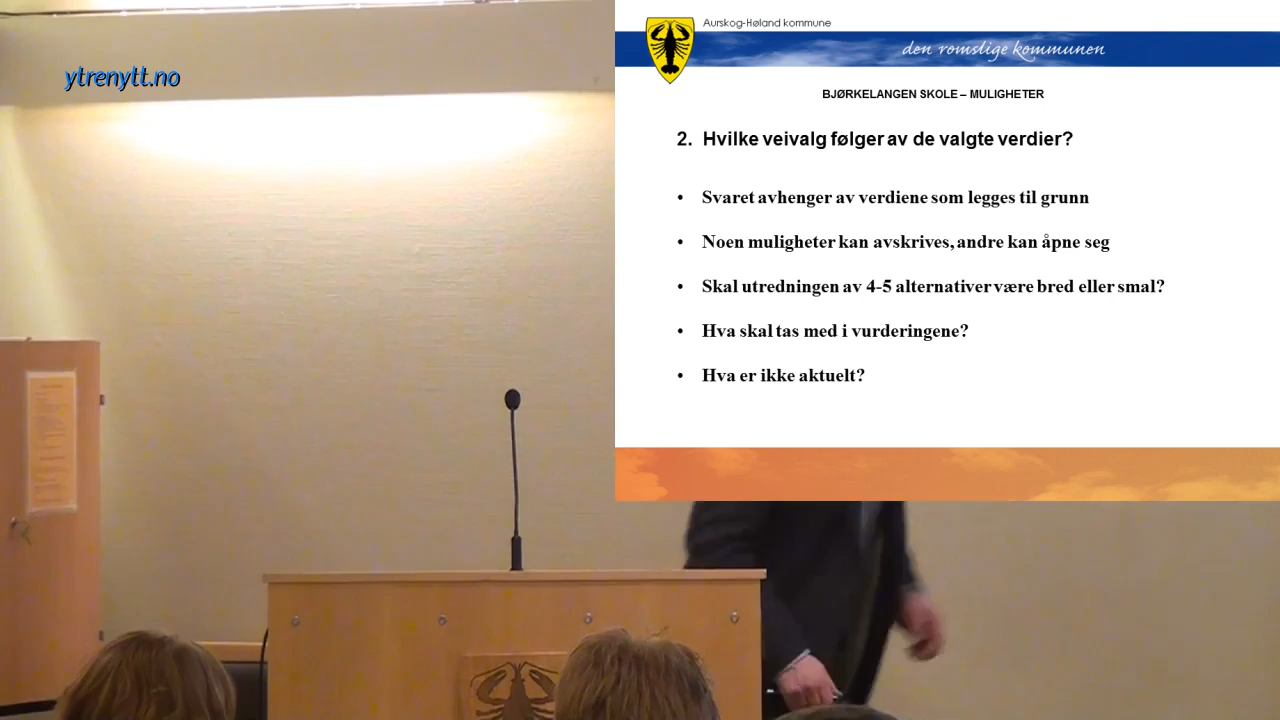 ytrenytt.no
Aurskog-Høland kommune
den romslige kommunen
BJØRKELANGEN SKOLE – MULIGHETER
2. Hvilke veivalg følger av de valgte verdier?
• Svaret avhenger av verdiene som legges til grunn
• Noen muligheter kan avskrives, andre kan åpne seg
• Skal utredningen av 4-5 alternativer være bred eller smal?
• Hva skal tas med i vurderingene?
• Hva er ikke aktuelt?